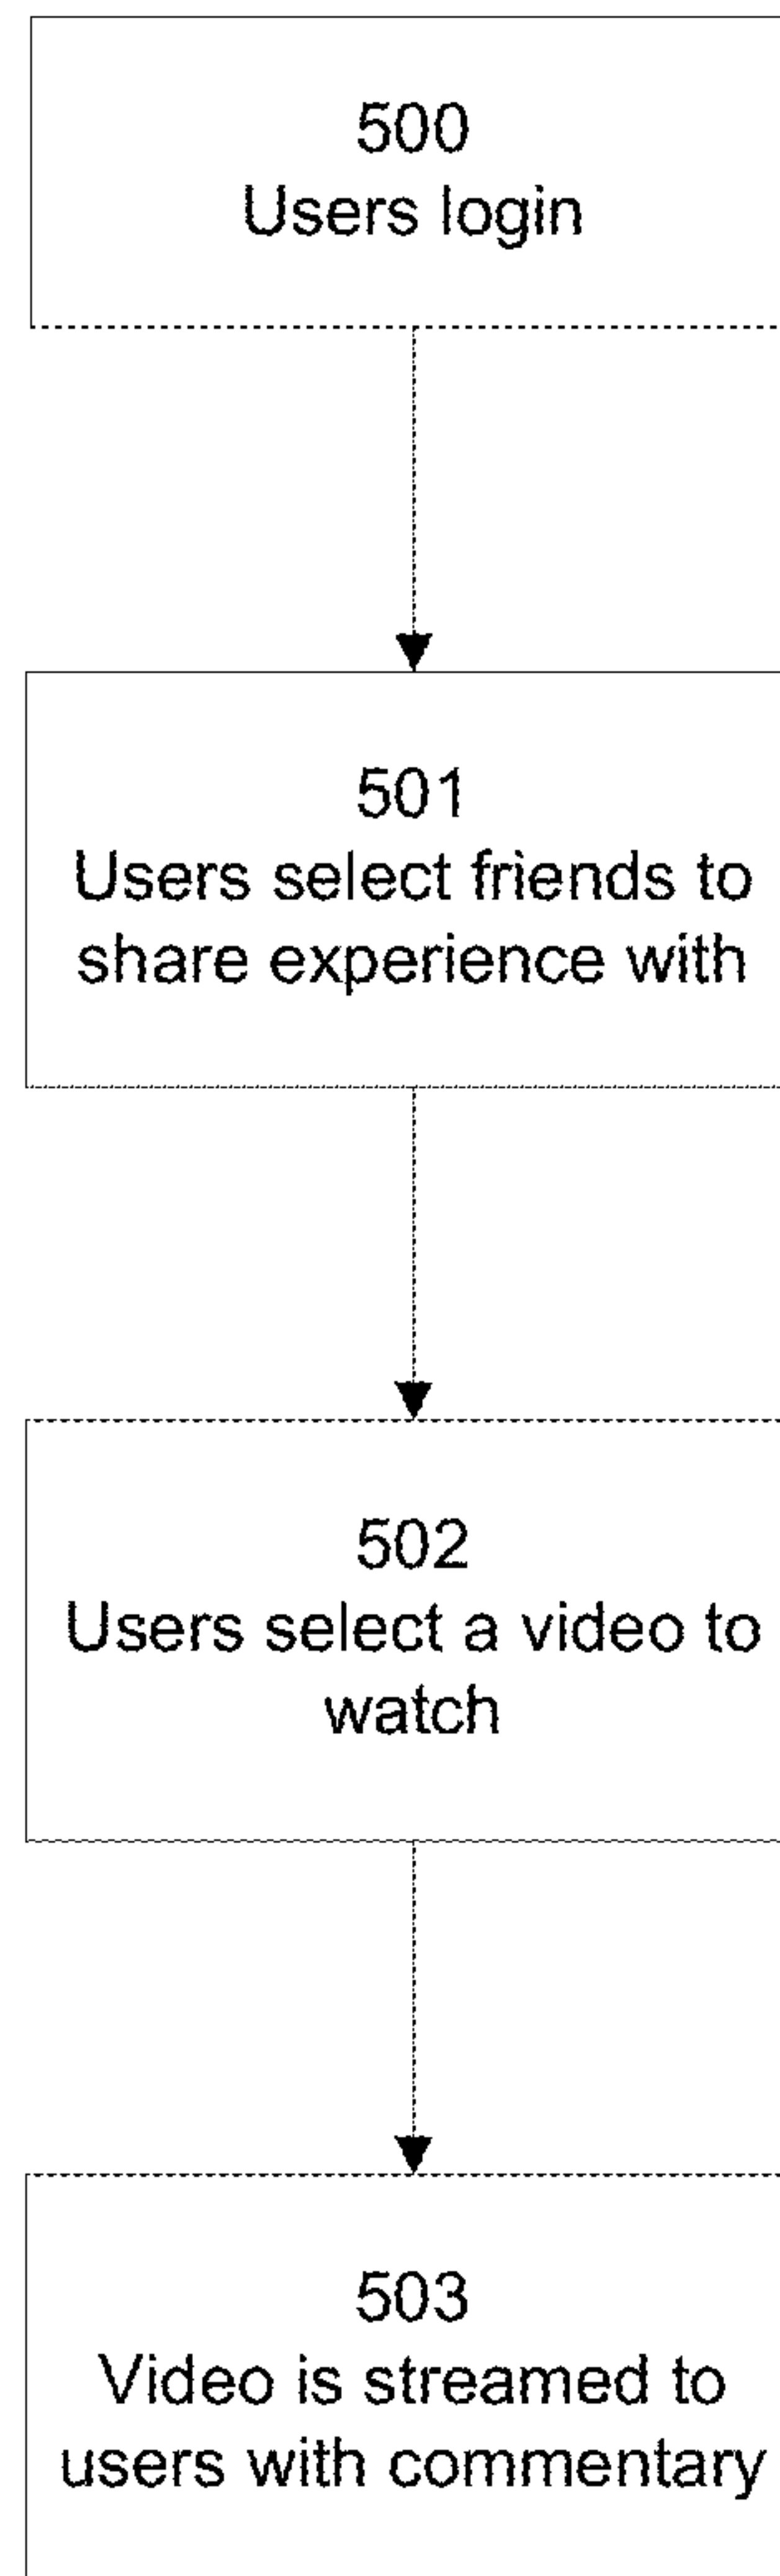 500
Users login
501
Users select friends to
share experience with
502
Users select a video to
watch
503
Video is streamed to
users with commentary